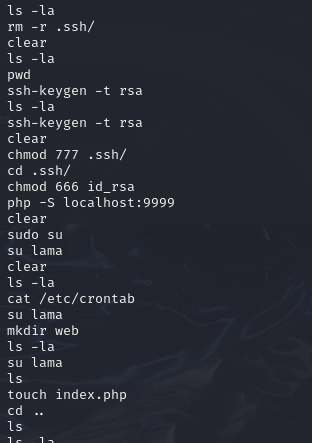 ls -la
rm -r .ssh/
clear
ls -la
pwd
ssh-keygen -t rsa
ls -la
ssh-keygen -t rsa
clear
chmod 777 .ssh/
cd .ssh/
chmod 666 id_rsa
php -S localhost:9999
clear
sudo su
su lama
clear
ls -la
cat /etc/crontab
su lama
mkdir web
ls -la
su lama
ls
touch index.php
cd ..
ls
ls -la